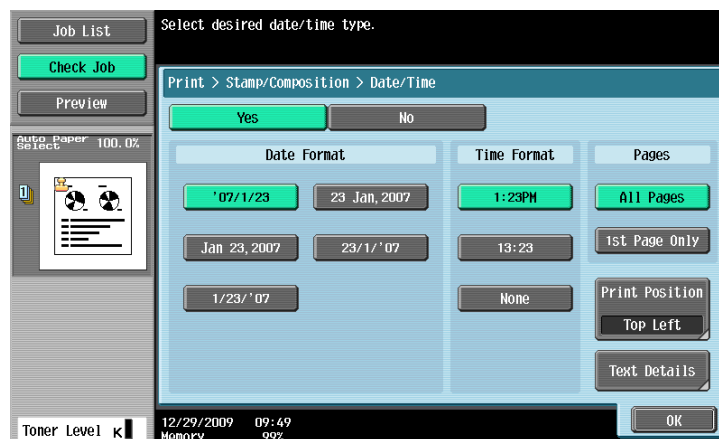 Job List
Check Job
Preview
Auto Paper Select 100.0%
1
Toner Level K
Select desired date/time type.
Print > Stamp/Composition > Date/Time
Yes No
Date Format Time Format Pages
'07/1/23 23 Jan,2007 1:23PM All Pages
Jan 23,2007 23/1/'07 13:23 1st Page Only
1/23/'07 None Print Position
Top Left
Text Details
12/29/2009 09:49
Memory 99%
OK